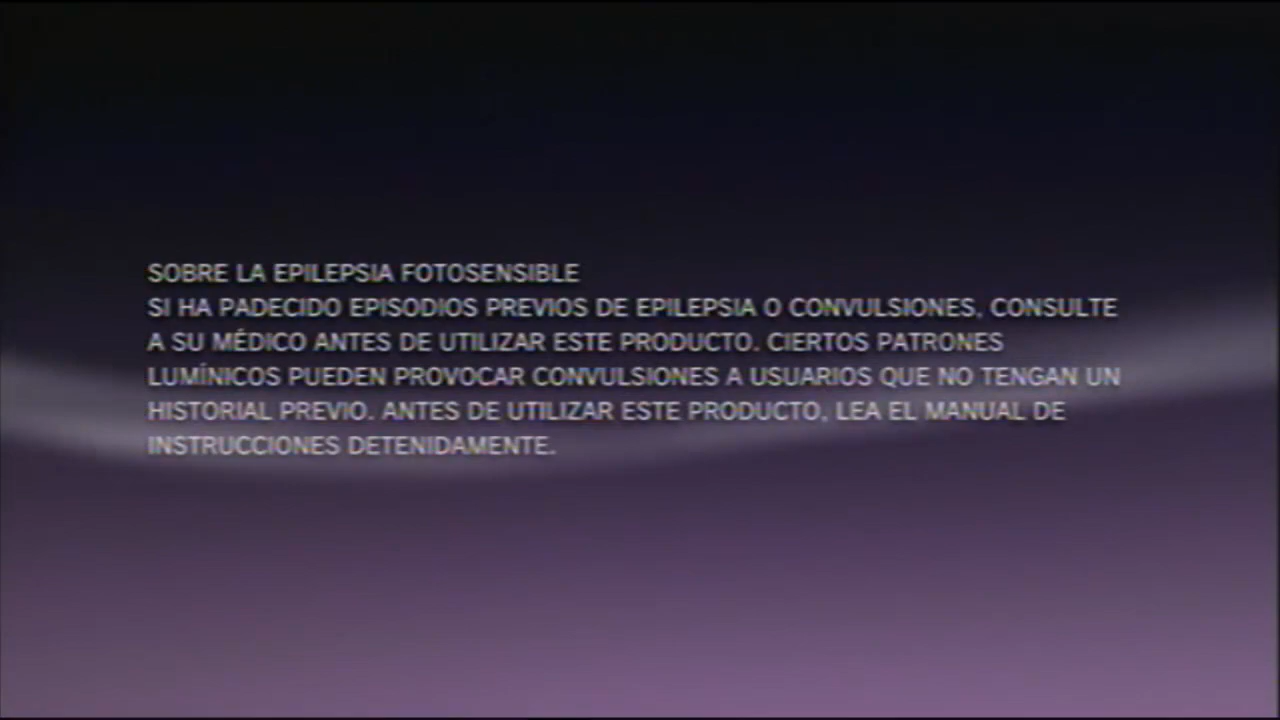 SOBRE LA EPILEPSIA FOTOSENSIBLE
SI HA PADECIDO EPISODIOS PREVIOS DE EPILEPSIA O CONVULSIONES, CONSULTE
A SU MÉDICO ANTES DE UTILIZAR ESTE PRODUCTO. CIERTOS PATRONES
LUMÍNICOS PUEDEN PROVOCAR CONVULSIONES A USUARIOS QUE NO TENGAN UN
HISTORIAL PREVIO. ANTES DE UTILIZAR ESTE PRODUCTO, LEA EL MANUAL DE
INSTRUCCIONES DETENIDAMENTE.